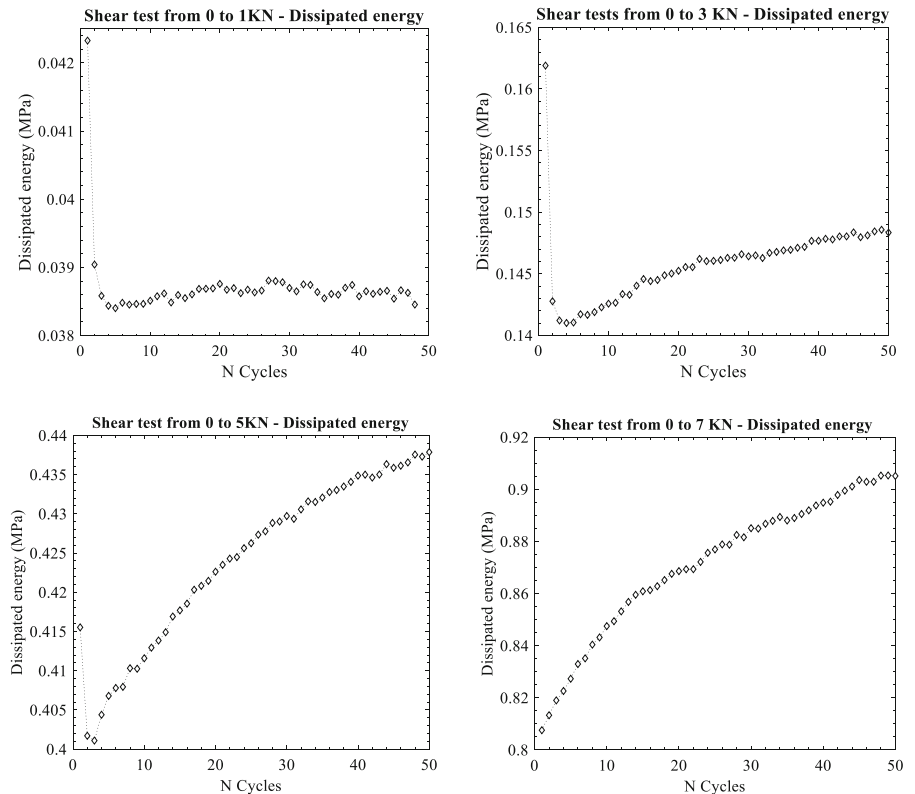 Shear test from 0 to 1KN - Dissipated energy
Dissipated energy (MPa)
0.042
0.041
0.04
0.039
0.038
0 10 20 30 40 50
N Cycles
Shear tests from 0 to 3 KN - Dissipated energy
Dissipated energy (MPa)
0.165
0.16
0.155
0.15
0.145
0.14
0 10 20 30 40 50
N Cycles
Shear test from 0 to 5KN - Dissipated energy
Dissipated energy (MPa)
0.44
0.435
0.43
0.425
0.42
0.415
0.41
0.405
0.4
0 10 20 30 40 50
N Cycles
Shear test from 0 to 7 KN - Dissipated energy
Dissipated energy (MPa)
0.92
0.9
0.88
0.86
0.84
0.82
0.8
0 10 20 30 40 50
N Cycles